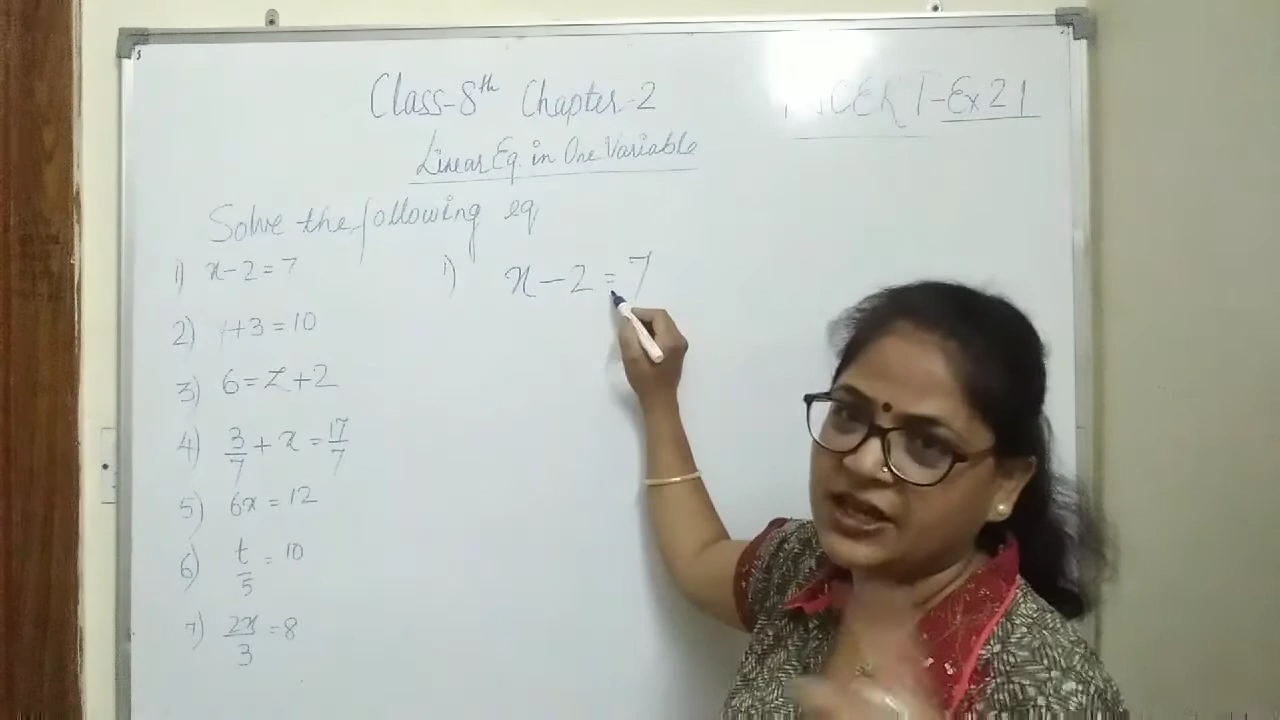 Class-8th Chapter-2
Ex 2.1
Linear Eq. in One Variable
Solve the following eq
1) x-2=7
i) x-2=7
2) +3=10
3) 6=z+2
4) 3/7 + x = 17/7
5) 6x=12
6) t/5 = 10
7) 2x/3 = 8